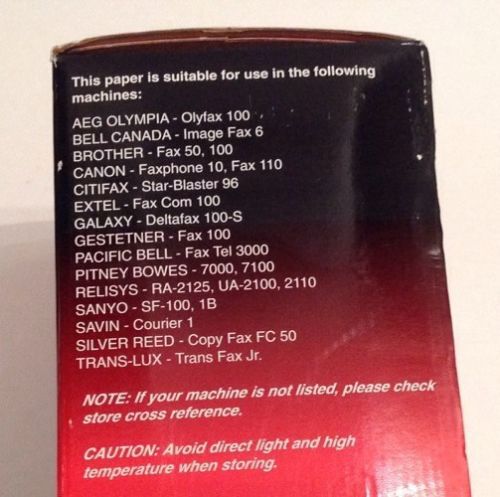 This paper is suitable for use in the following
machines:
AEG OLYMPIA - Olyfax 100
BELL CANADA - Image Fax 6
BROTHER - Fax 50, 100
CANON - Faxphone 10, Fax 110
CITIFAX - Star-Blaster 96
EXTEL - Fax Com 100
GALAXY - Deltafax 100-S
GESTETNER - Fax 100
PACIFIC BELL - Fax Tel 3000
PITNEY BOWES - 7000, 7100
RELISYS - RA-2125, UA-2100, 2110
SANYO - SF-100, 1B
SAVIN - Courier 1
SILVER REED - Copy Fax FC 50
TRANS-LUX - Trans Fax Jr.
NOTE: If your machine is not listed, please check
store cross reference.
CAUTION: Avoid direct light and high
temperature when storing.